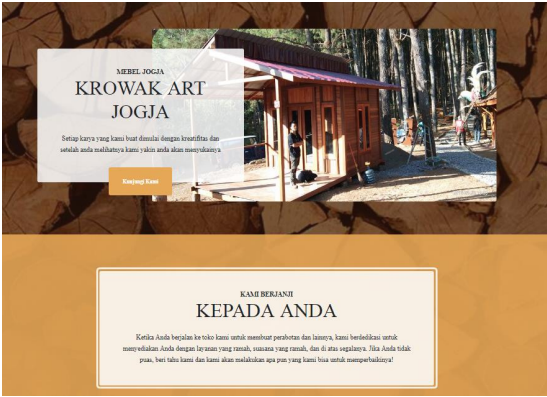 MEBEL JOGJA
KROWAK ART
JOGJA
Setiap karya yang kami buat dimulai dengan kreatifitas dan
setelah anda melihatnya kami yakin anda akan menyukainya
Kunjungi Kami
KAMI BERJANJI
KEPADA ANDA
Ketika Anda berjalan ke toko kami untuk membuat perabotan dan lainnya, kami berdedikasi untuk
menyediakan Anda dengan layanan yang ramah, suasana yang ramah, dan di atas segalanya. Jika Anda tidak
puas, beri tahu kami dan kami akan melakukan apa pun yang kami bisa untuk memperbaikinya!